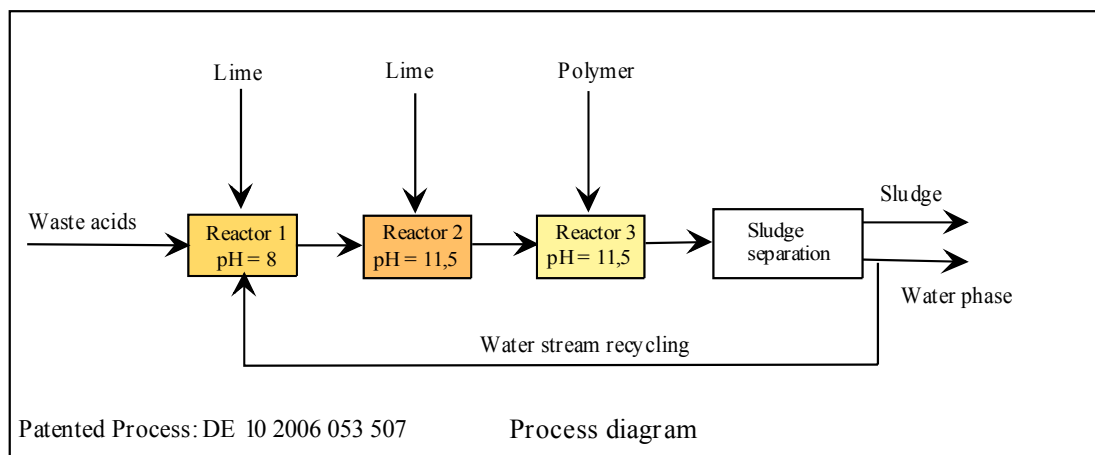 Lime
Lime
Polymer
Waste acids
Reactor 1
pH = 8
Reactor 2
pH = 11,5
Reactor 3
pH = 11,5
Sludge
separation
Sludge
Water phase
Water stream recycling
Patented Process: DE 10 2006 053 507
Process diagram